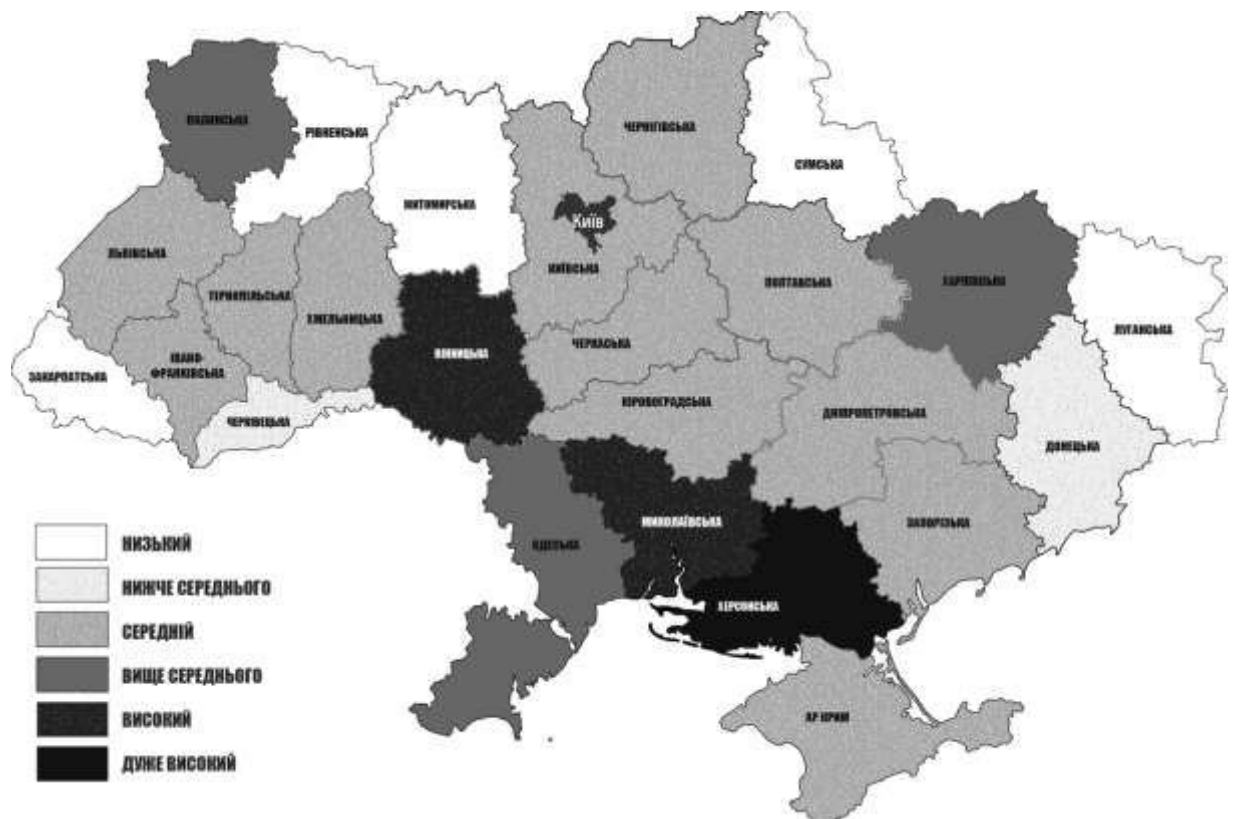 ВОЛИНСЬКА
РІВНЕНСЬКА
ЖИТОМИРСЬКА
ЧЕРНІГІВСЬКА
СУМСЬКА
Київ
КИЇВСЬКА
ЛЬВІВСЬКА
ТЕРНОПІЛЬСЬКА
ХМЕЛЬНИЦЬКА
ПОЛТАВСЬКА
ХАРКІВСЬКА
ЛУГАНСЬКА
ЗАКАРПАТСЬКА
ІВАНО-
ФРАНКІВСЬКА
ВІННИЦЬКА
ЧЕРКАСЬКА
ЧЕРНІВЕЦЬКА
КІРОВОГРАДСЬКА
ДНІПРОПЕТРОВСЬКА
ДОНЕЦЬКА
ОДЕСЬКА
МИКОЛАЇВСЬКА
ЗАПОРІЗЬКА
ХЕРСОНСЬКА
АР КРИМ
НИЗЬКИЙ
НИЖЧЕ СЕРЕДНЬОГО
СЕРЕДНІЙ
ВИЩЕ СЕРЕДНЬОГО
ВИСОКИЙ
ДУЖЕ ВИСОКИЙ